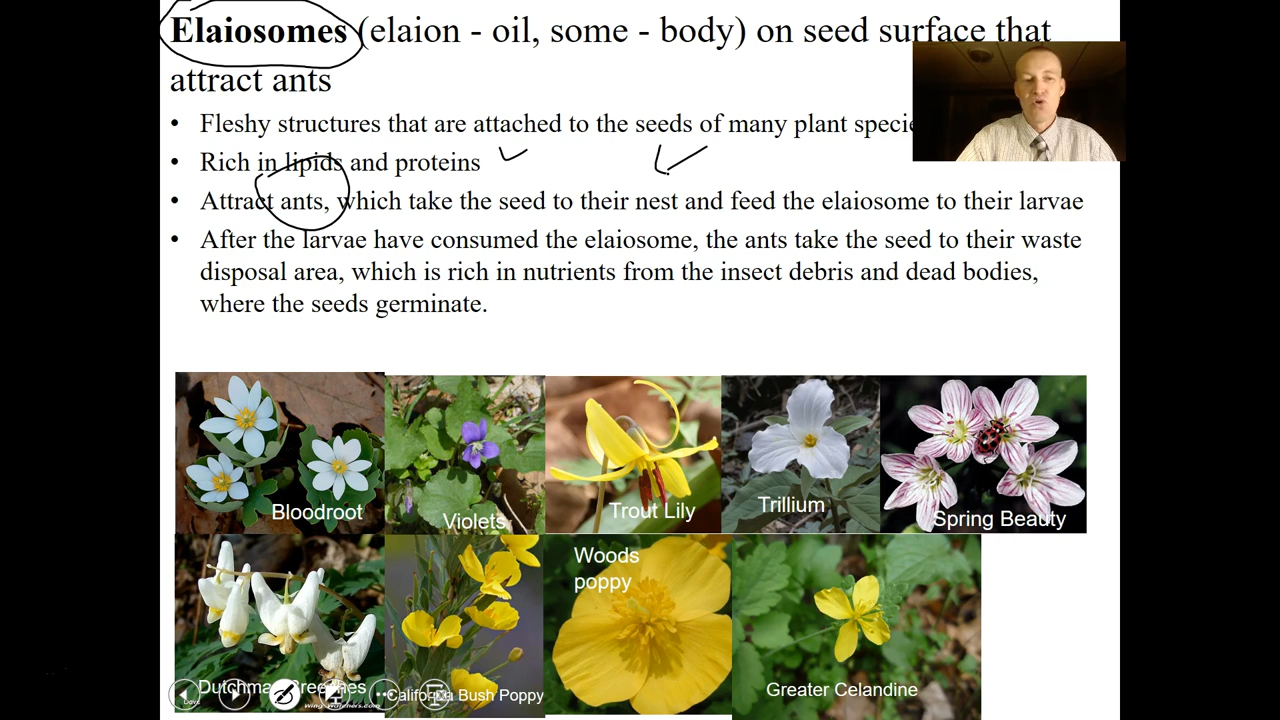 Elaiosomes (elaion - oil, some - body) on seed surface that
attract ants
• Fleshy structures that are attached to the seeds of many plant
• Rich in lipids and proteins
• Attract ants, which take the seed to their nest and feed the elaiosome to their larvae
• After the larvae have consumed the elaiosome, the ants take the seed to their waste
disposal area, which is rich in nutrients from the insect debris and dead bodies,
where the seeds germinate.
Bloodroot
Violets
Trout Lily
Trillium
Spring Beauty
Woods
poppy
California Bush Poppy
Greater Celandine